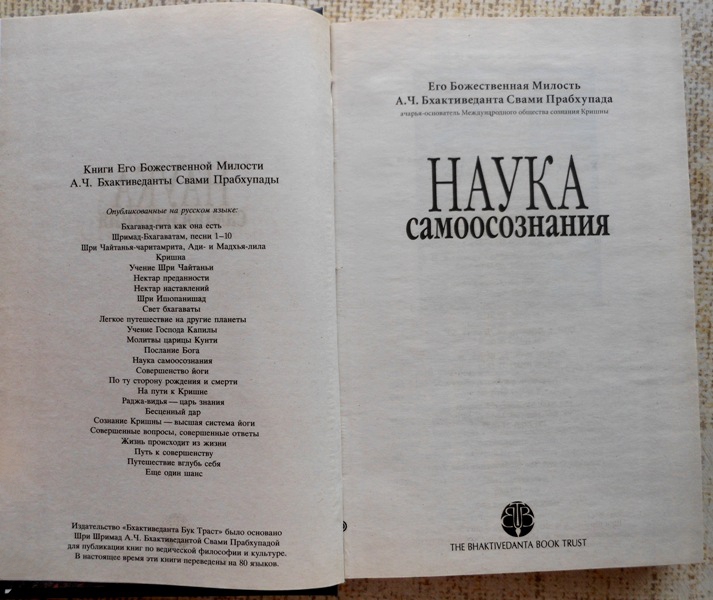 Книги Его Божественной Милости
А.Ч. Бхактиведанты Свами Прабхупады
Опубликованные на русском языке:
Бхагавад-гита как она есть
Шримад-Бхагаватам, песни 1–10
Шри Чайтанья-чаритамрита, Ади- и Мадхья-лила
Кришна
Учение Шри Чайтаньи
Нектар преданности
Нектар наставлений
Шри Ишопанишад
Свет бхагаваты
Легкое путешествие на другие планеты
Учение Господа Капилы
Молитвы царицы Кунти
Послание Бога
Наука самоосознания
Совершенство йоги
По ту сторону рождения и смерти
На пути к Кришне
Раджа-видья — царь знания
Бесценный дар
Сознание Кришны — высшая система йоги
Совершенные вопросы, совершенные ответы
Жизнь происходит из жизни
Путь к совершенству
Путешествие вглубь себя
Еще один шанс
Издательство «Бхактиведанта Бук Траст» было основано
Шри Шримад А.Ч. Бхактиведантой Свами Прабхупадой
для публикации книг по ведической философии и культуре.
В настоящее время эти книги переведены на 80 языков.
Его Божественная Милость
А.Ч. Бхактиведанта Свами Прабхупада
ачарья-основатель Международного общества сознания Кришны
НАУКА
самоосознания
BBT
THE BHAKTIVEDANTA BOOK TRUST